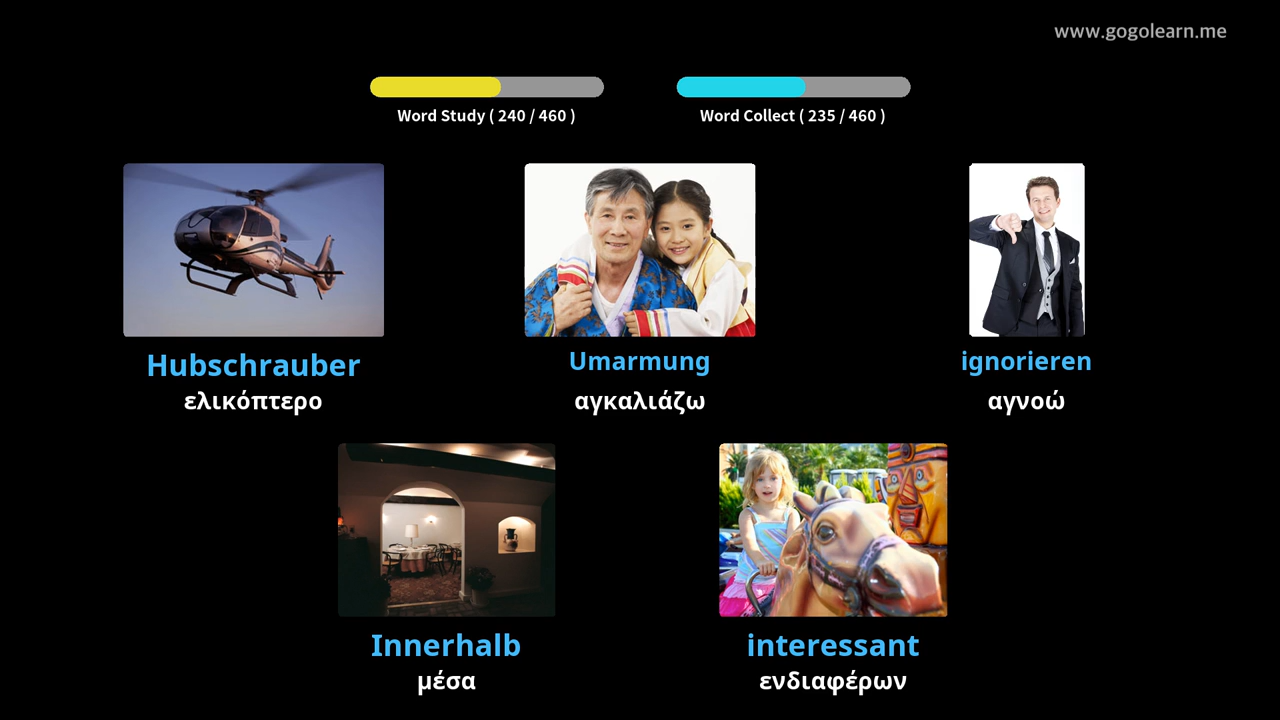 www.gogolearn.me
Word Study ( 240 / 460 )
Word Collect ( 235 / 460 )
Hubschrauber
ελικόπτερο
Umarmung
αγκαλιάζω
ignorieren
αγνοώ
Innerhalb
μέσα
interessant
ενδιαφέρων